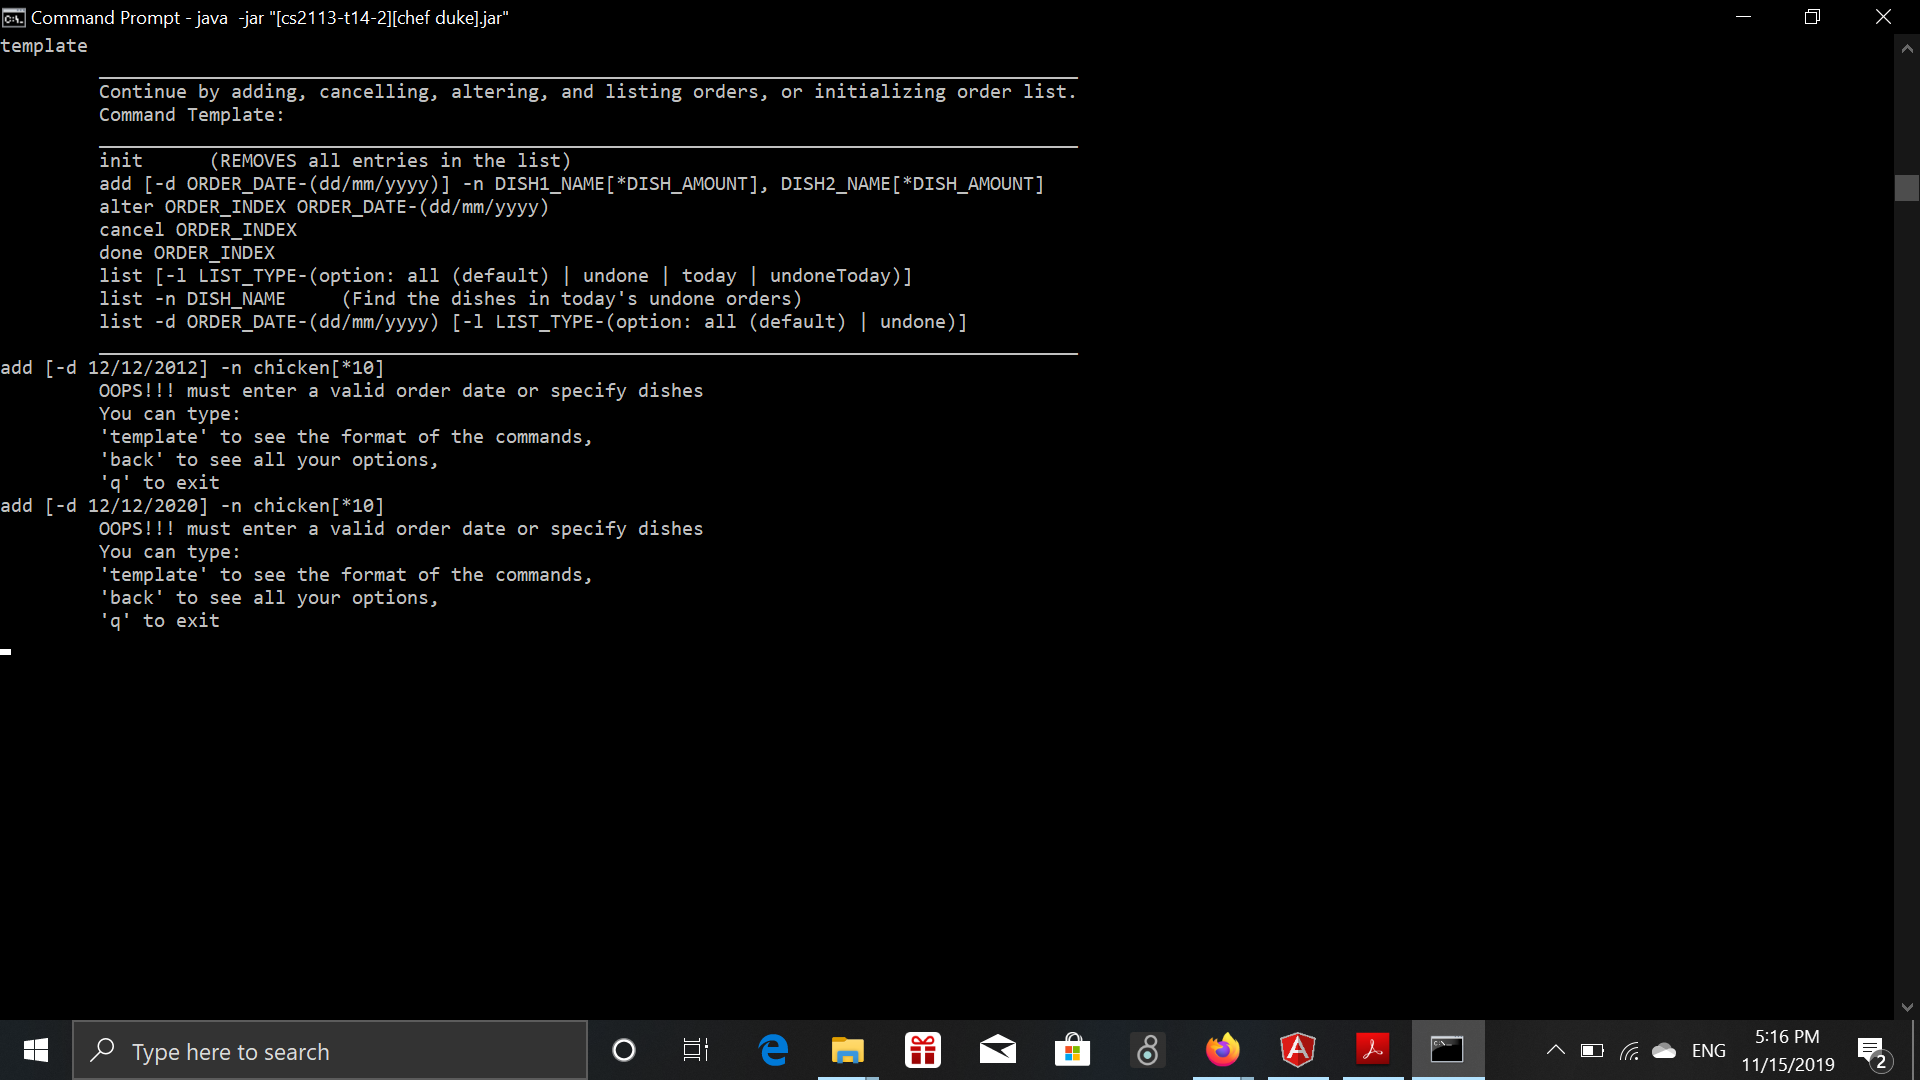 Command Prompt - java  -jar "[cs2113-t14-2][chef duke].jar"
template
Continue by adding, cancelling, altering, and listing orders, or initializing order list.
Command Template:
init      (REMOVES all entries in the list)
add [-d ORDER_DATE-(dd/mm/yyyy)] -n DISH1_NAME[*DISH_AMOUNT], DISH2_NAME[*DISH_AMOUNT]
alter ORDER_INDEX ORDER_DATE-(dd/mm/yyyy)
cancel ORDER_INDEX
done ORDER_INDEX
list [-l LIST_TYPE-(option: all (default) | undone | today | undoneToday)]
list -n DISH_NAME     (Find the dishes in today's undone orders)
list -d ORDER_DATE-(dd/mm/yyyy) [-l LIST_TYPE-(option: all (default) | undone)]
add [-d 12/12/2012] -n chicken[*10]
OOPS!!! must enter a valid order date or specify dishes
You can type:
'template' to see the format of the commands,
'back' to see all your options,
'q' to exit
add [-d 12/12/2020] -n chicken[*10]
OOPS!!! must enter a valid order date or specify dishes
You can type:
'template' to see the format of the commands,
'back' to see all your options,
'q' to exit
Type here to search
ENG
5:16 PM
11/15/2019
2